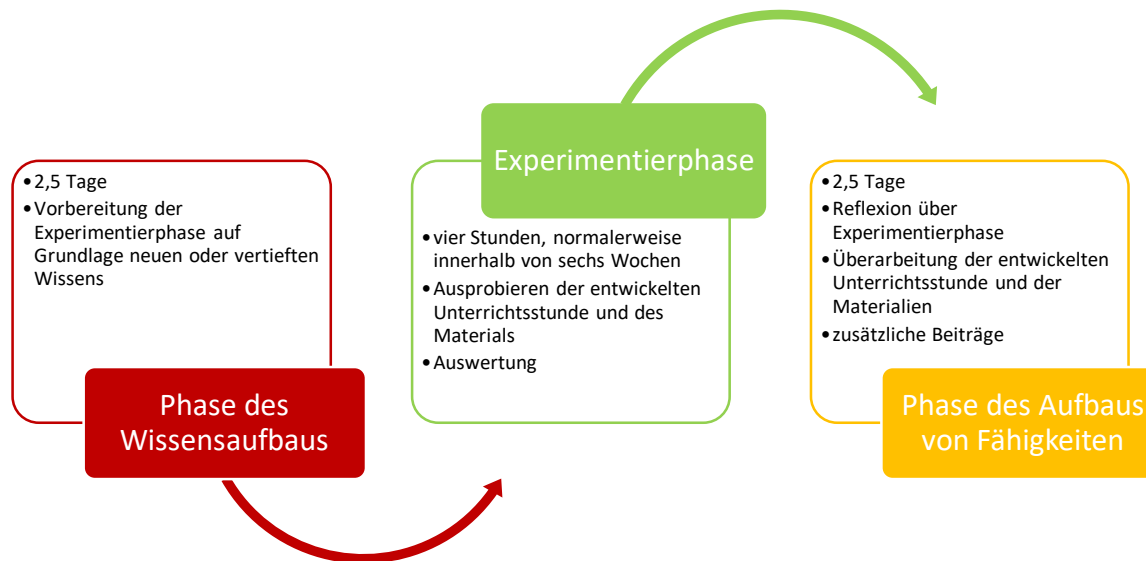 • 2,5 Tage
• Vorbereitung der
Experimentierphase auf
Grundlage neuen oder vertieften
Wissens
Phase des
Wissensaufbaus
Experimentierphase
• vier Stunden, normalerweise
innerhalb von sechs Wochen
• Ausprobieren der entwickelten
Unterrichtsstunde und des
Materials
• Auswertung
• 2,5 Tage
• Reflexion über
Experimentierphase
• Überarbeitung der entwickelten
Unterrichtsstunde und der
Materialien
• zusätzliche Beiträge
Phase des Aufbaus
von Fähigkeiten